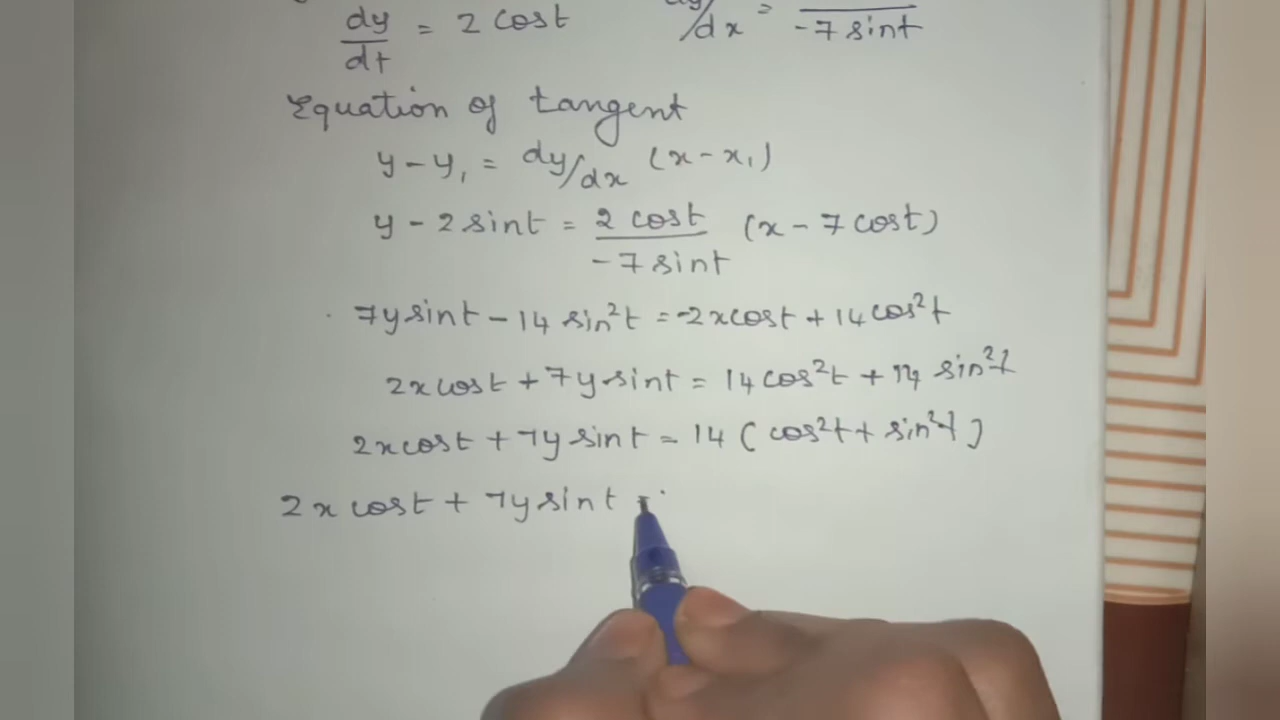 dy/dt = 2 cost dy/dx = /-7 sint
Equation of tangent
y - y₁ = dy/dx (x - x₁)
y - 2 sint = 2 cost/-7 sint (x - 7 cost)
7y sint - 14 sin²t = -2x cost + 14 cos²t
2x cost + 7y sint = 14 cos²t + 14 sin²t
2x cost + 7y sint = 14 ( cos²t + sin²t )
2x cost + 7y sint =